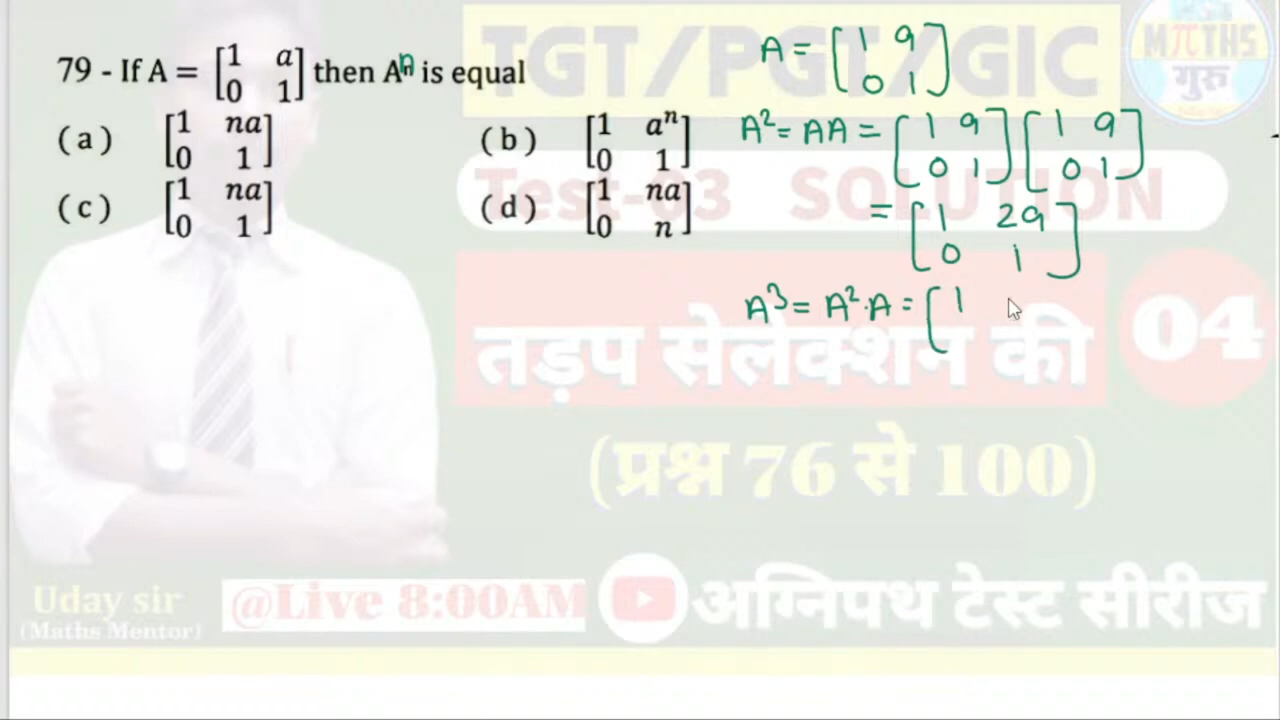 TGT/PGT/GIC
MπTHS
गुरु
79 - If A = [1 a 0 1] then Aⁿ is equal
(a) [1 na 0 1] (b) [1 aⁿ 0 1]
(c) [1 na 0 1] (d) [1 na 0 n]
A = [1 a 0 1]
A² = AA = [1 a 0 1] [1 a 0 1]
= [1 2a 0 1]
A³ = A²·A = [1
Test-03 SOLUTION
तड़प सेलेक्शन की 04
(प्रश्न 76 से 100)
Uday sir
(Maths Mentor)
@Live 8:00AM
अग्निपथ टेस्ट सीरीज